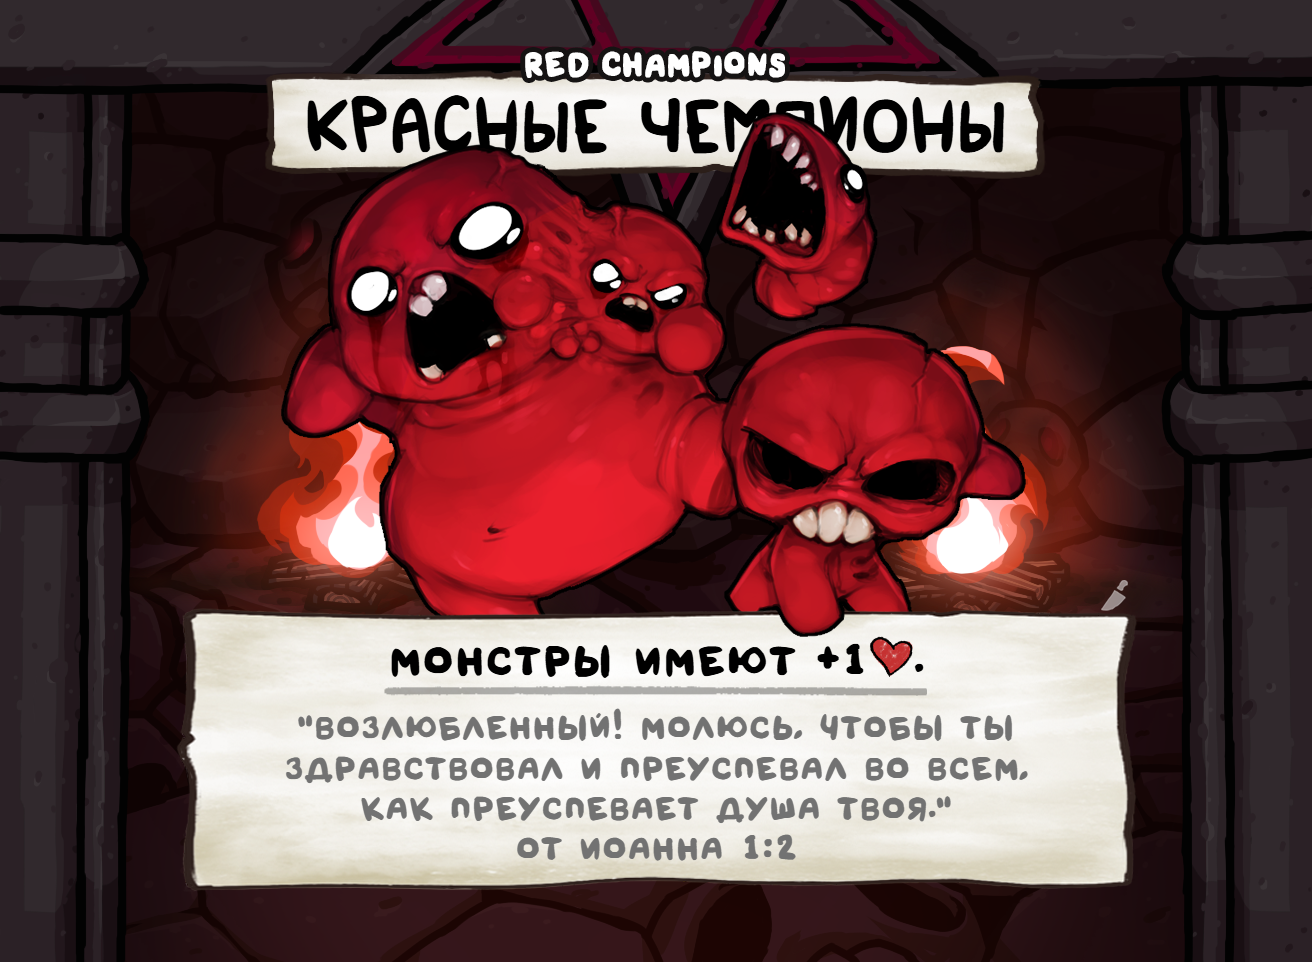 RED CHAMPIONS
КРАСНЫЕ ЧЕМПИОНЫ
МОНСТРЫ ИМЕЮТ +1❤.
"ВОЗЛЮБЛЕННЫЙ! МОЛЮСЬ, ЧТОБЫ ТЫ
ЗДРАВСТВОВАЛ И ПРЕУСПЕВАЛ ВО ВСЕМ,
КАК ПРЕУСПЕВАЕТ ДУША ТВОЯ."
ОТ ИОАННА 1:2